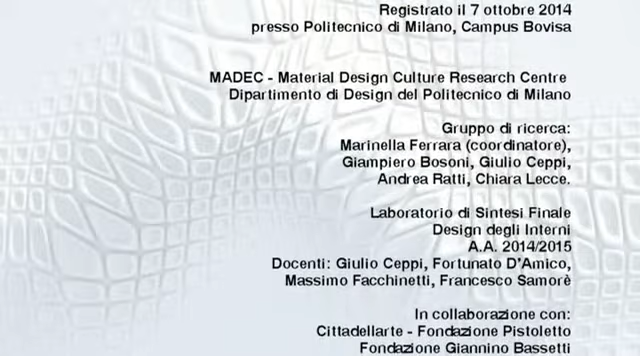 Registrato il 7 ottobre 2014
presso Politecnico di Milano, Campus Bovisa
MADEC - Material Design Culture Research Centre
Dipartimento di Design del Politecnico di Milano
Gruppo di ricerca:
Marinella Ferrara (coordinatore),
Giampiero Bosoni, Giulio Ceppi,
Andrea Ratti, Chiara Lecce.
Laboratorio di Sintesi Finale
Design degli Interni
A.A. 2014/2015
Docenti: Giulio Ceppi, Fortunato D'Amico,
Massimo Facchinetti, Francesco Samorè
In collaborazione con:
Cittadellarte - Fondazione Pistoletto
Fondazione Giannino Bassetti